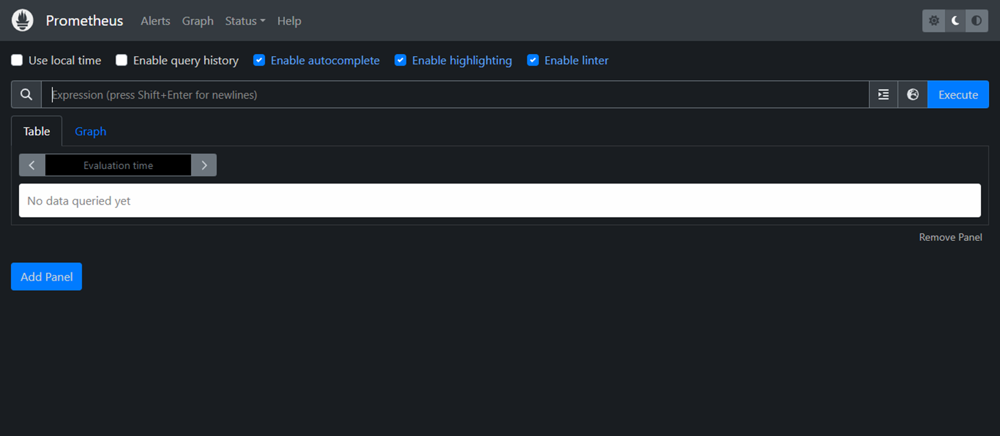 Prometheus Alerts Graph Status Help
Use local time Enable query history Enable autocomplete Enable highlighting Enable linter
Expression (press Shift+Enter for newlines) Execute
Table Graph
Evaluation time
No data queried yet
Remove Panel
Add Panel